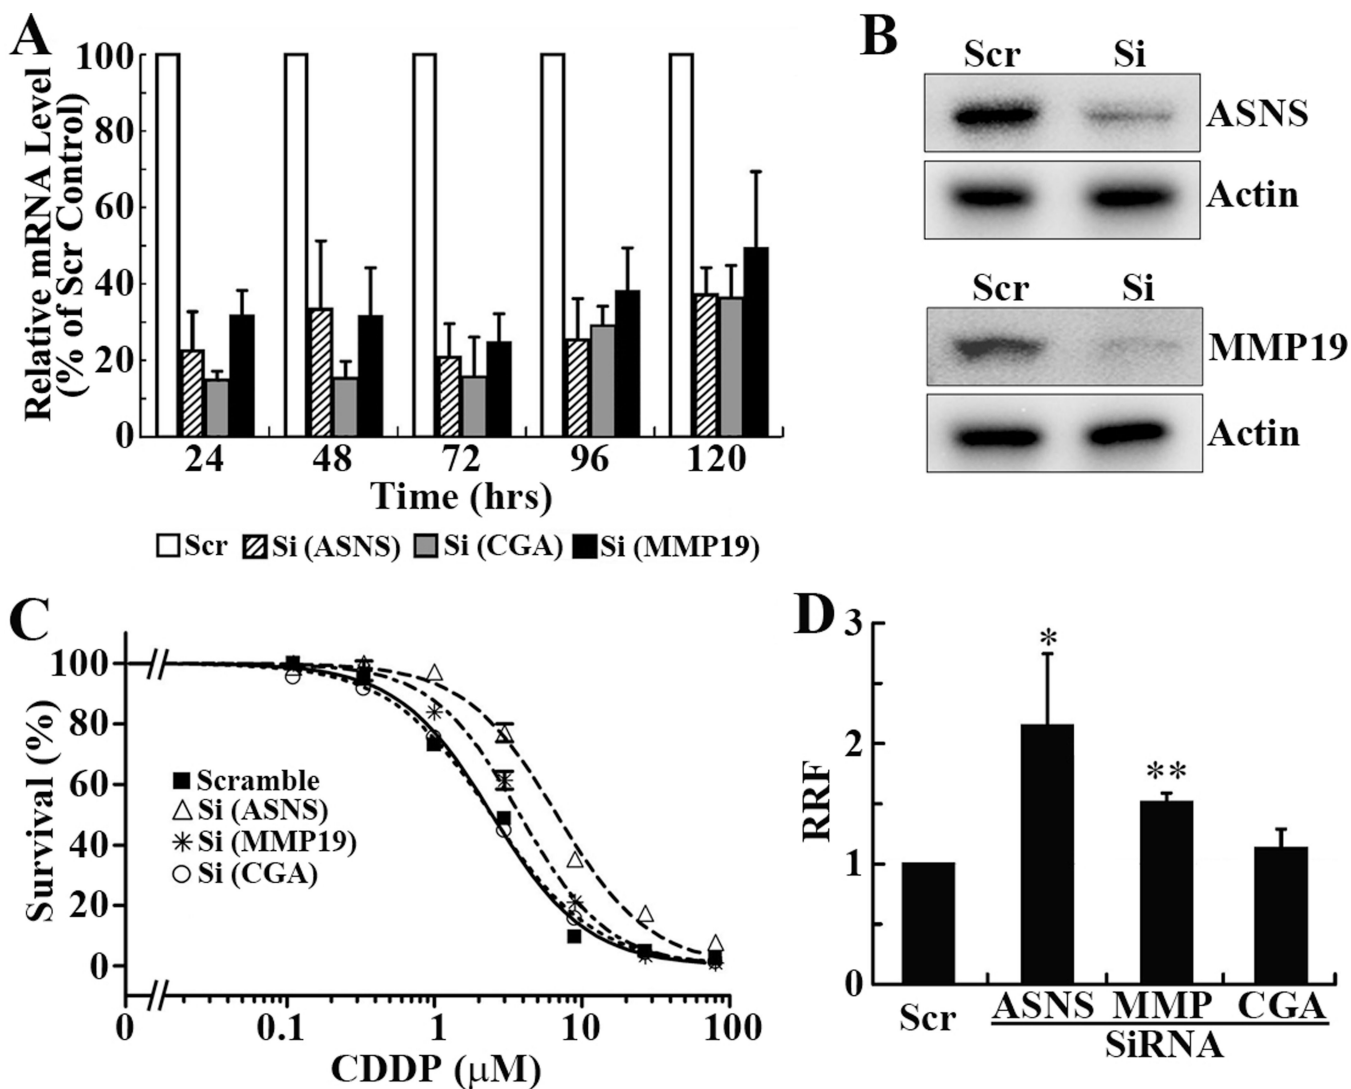 A
Relative mRNA Level
(% of Scr Control)
100
80
60
40
20
0
24 48 72 96 120
Time (hrs)
Scr Si (ASNS) Si (CGA) Si (MMP19)
B
Scr Si
ASNS
Actin
Scr Si
MMP19
Actin
C
Survival (%)
100
80
60
40
20
0
Scramble
Si (ASNS)
Si (MMP19)
Si (CGA)
0 0.1 1 10 100
CDDP (μM)
D
RRF
3
2
1
0
*
**
Scr ASNS MMP CGA
SiRNA